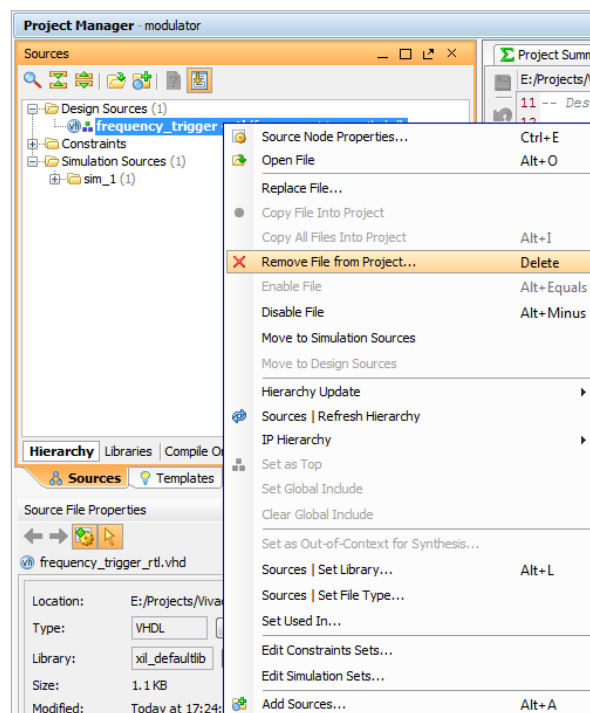 Project Manager - modulator
Sources
Design Sources (1)
frequency_trigger
Constraints
Simulation Sources (1)
sim_1 (1)
Hierarchy Libraries Compile Or
Sources Templates
Source File Properties
frequency_trigger_rtl.vhd
Location: E:/Projects/Viva
Type: VHDL
Library: xil_defaultlib
Size: 1.1 KB
Modified: Today at 17:24:
Σ Project Summ
E:/Projects/V
11 -- Des
Source Node Properties... Ctrl+E
Open File Alt+O
Replace File...
Copy File Into Project
Copy All Files Into Project Alt+I
Remove File from Project... Delete
Enable File Alt+Equals
Disable File Alt+Minus
Move to Simulation Sources
Move to Design Sources
Hierarchy Update
Sources | Refresh Hierarchy
IP Hierarchy
Set as Top
Set Global Include
Clear Global Include
Set as Out-of-Context for Synthesis...
Sources | Set Library... Alt+L
Sources | Set File Type...
Set Used In...
Edit Constraints Sets...
Edit Simulation Sets...
Add Sources... Alt+A